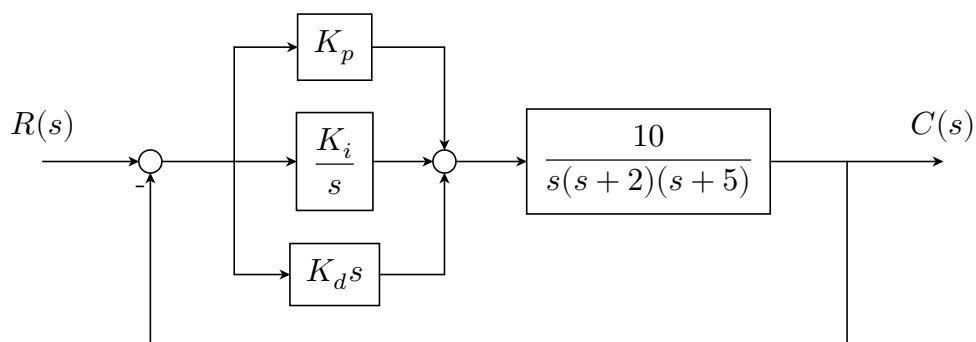 K_p
R(s)
C(s)
K_i
s
10
s(s + 2)(s + 5)
-
K_d s